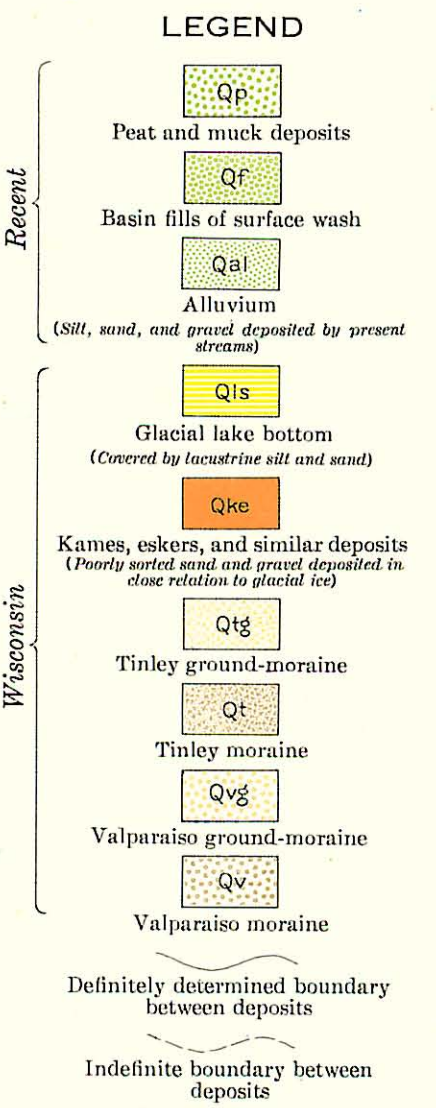 LEGEND
Recent
Qp
Peat and muck deposits
Qf
Basin fills of surface wash
Qal
Alluvium
(Silt, sand, and gravel deposited by present
streams)
Wisconsin
Qls
Glacial lake bottom
(Covered by lacustrine silt and sand)
Qke
Kames, eskers, and similar deposits
(Poorly sorted sand and gravel deposited in
close relation to glacial ice)
Qtg
Tinley ground-moraine
Qt
Tinley moraine
Qvg
Valparaiso ground-moraine
Qv
Valparaiso moraine
Definitely determined boundary
between deposits
Indefinite boundary between
deposits